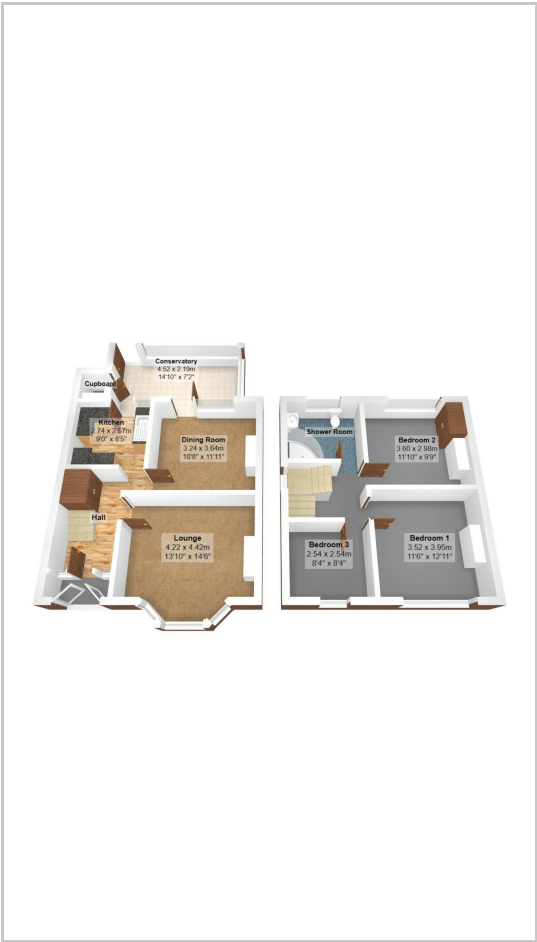 Conservatory
4.52 x 2.19m
14'10" x 7'2"
Cupboard
Kitchen
2.74 x 2.57m
9'0" x 8'5"
Dining Room
3.24 x 3.64m
10'8" x 11'11"
Hall
Lounge
4.22 x 4.42m
13'10" x 14'6"
Shower Room
Bedroom 2
3.60 x 2.98m
11'10" x 9'9"
Bedroom 3
2.54 x 2.54m
8'4" x 8'4"
Bedroom 1
3.52 x 3.95m
11'6" x 12'11"